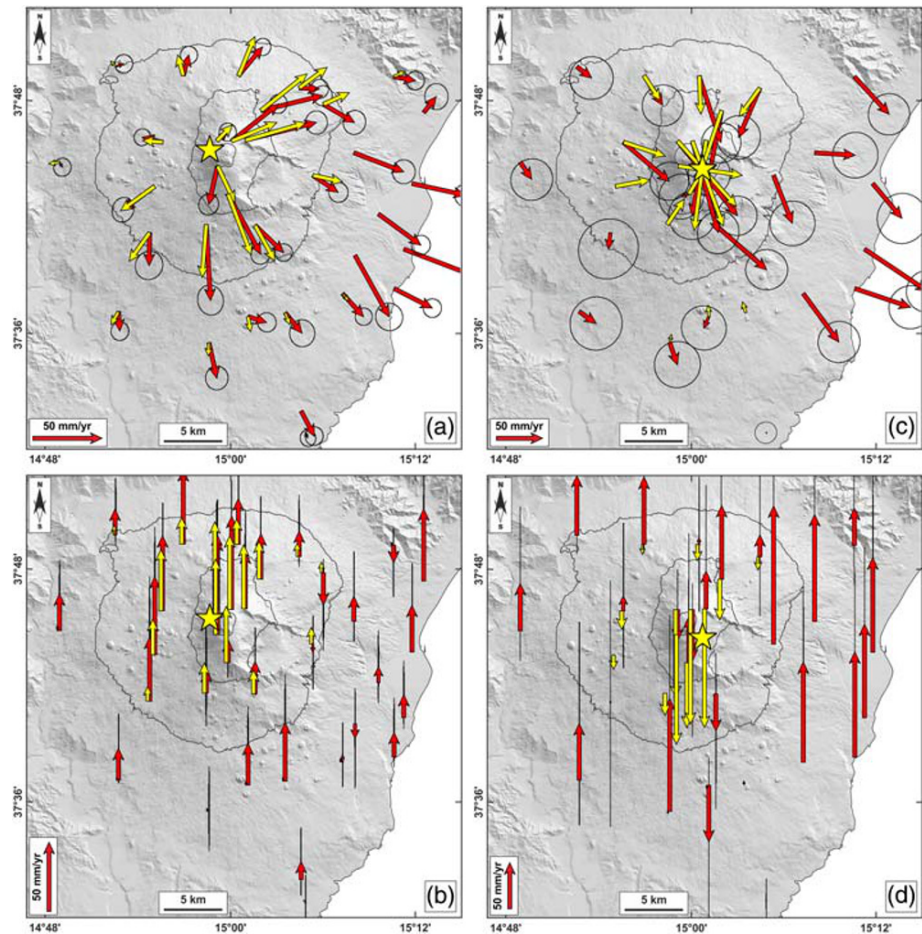 N
N
S
S
37°48'
37°48'
37°36'
37°36'
50 mm/yr
5 km
(a)
50 mm/yr
5 km
(c)
14°48'
15°00'
15°12'
14°48'
15°00'
15°12'
N
N
S
S
37°48'
37°48'
37°36'
37°36'
50 mm/yr
5 km
(b)
50 mm/yr
5 km
(d)
14°48'
15°00'
15°12'
14°48'
15°00'
15°12'